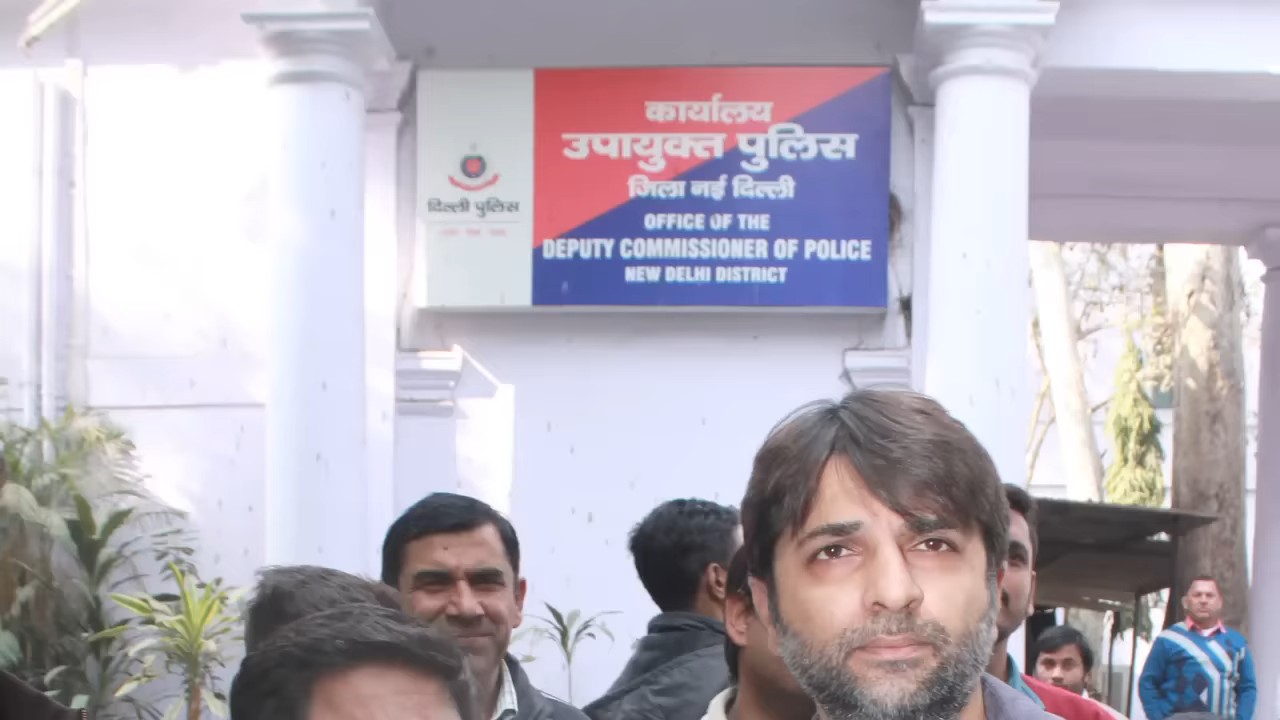 दिल्ली पुलिस
कार्यालय
उपायुक्त पुलिस
जिला नई दिल्ली
OFFICE OF THE
DEPUTY COMMISSIONER OF POLICE
NEW DELHI DISTRICT